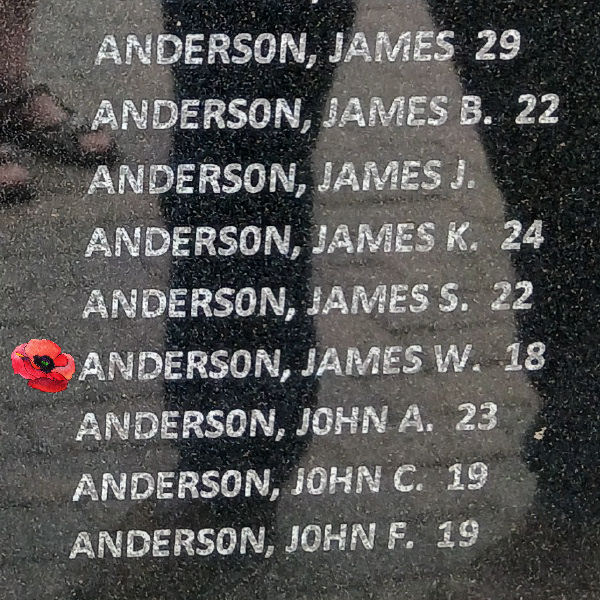 ANDERSON, JAMES 29
ANDERSON, JAMES B. 22
ANDERSON, JAMES J.
ANDERSON, JAMES K. 24
ANDERSON, JAMES S. 22
ANDERSON, JAMES W. 18
ANDERSON, JOHN A. 23
ANDERSON, JOHN C. 19
ANDERSON, JOHN F. 19